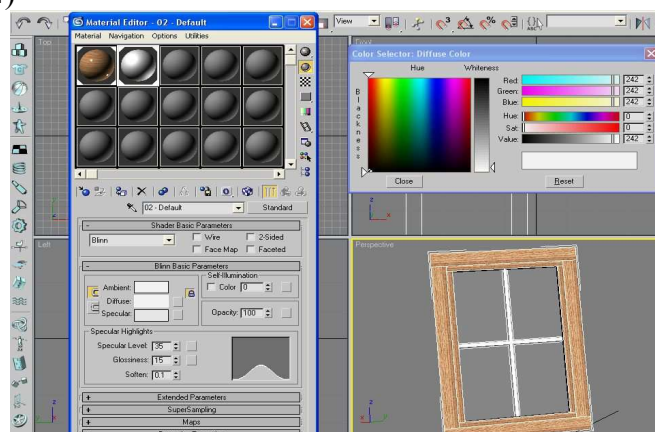 Material Editor - 02 - Default
Material Navigation Options Utilities
View
ABC
Top
Color Selector: Diffuse Color
Hue
Whiteness
Blackness
Red: 242
Green: 242
Blue: 242
Hue: 0
Sat: 0
Value: 242
Close
Reset
02 - Default
Standard
Shader Basic Parameters
Blinn
Wire
2-Sided
Face Map
Faceted
Blinn Basic Parameters
Self-Illumination
Color 0
Ambient:
Diffuse:
Specular:
Opacity: 100
Specular Highlights
Specular Level: 35
Glossiness: 15
Soften: 0.1
Extended Parameters
SuperSampling
Maps
Left
Perspective
z
x
z